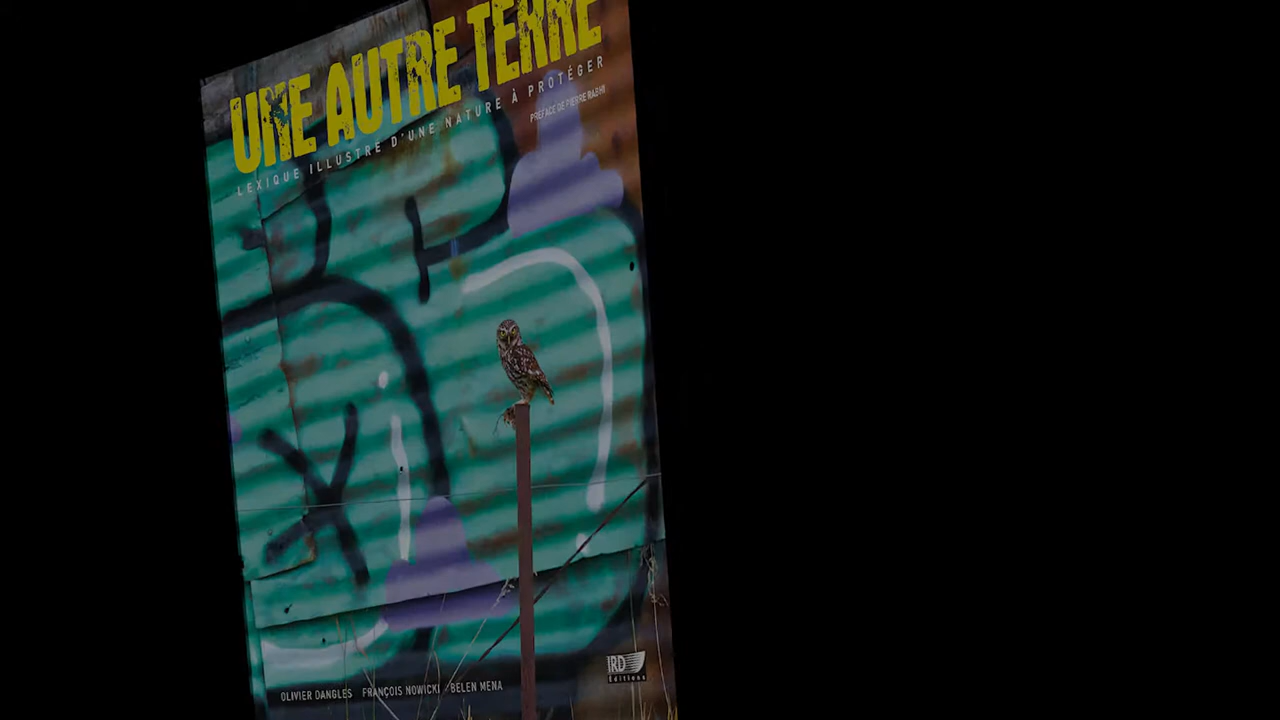 UNE AUTRE TERRE
LEXIQUE ILLUSTRÉ D'UNE NATURE À PROTÉGER
PRÉFACE DE PIERRE RABHI
OLIVIER DANGLES FRANÇOIS NOWICKI BELEN MENA
IRD
Éditions